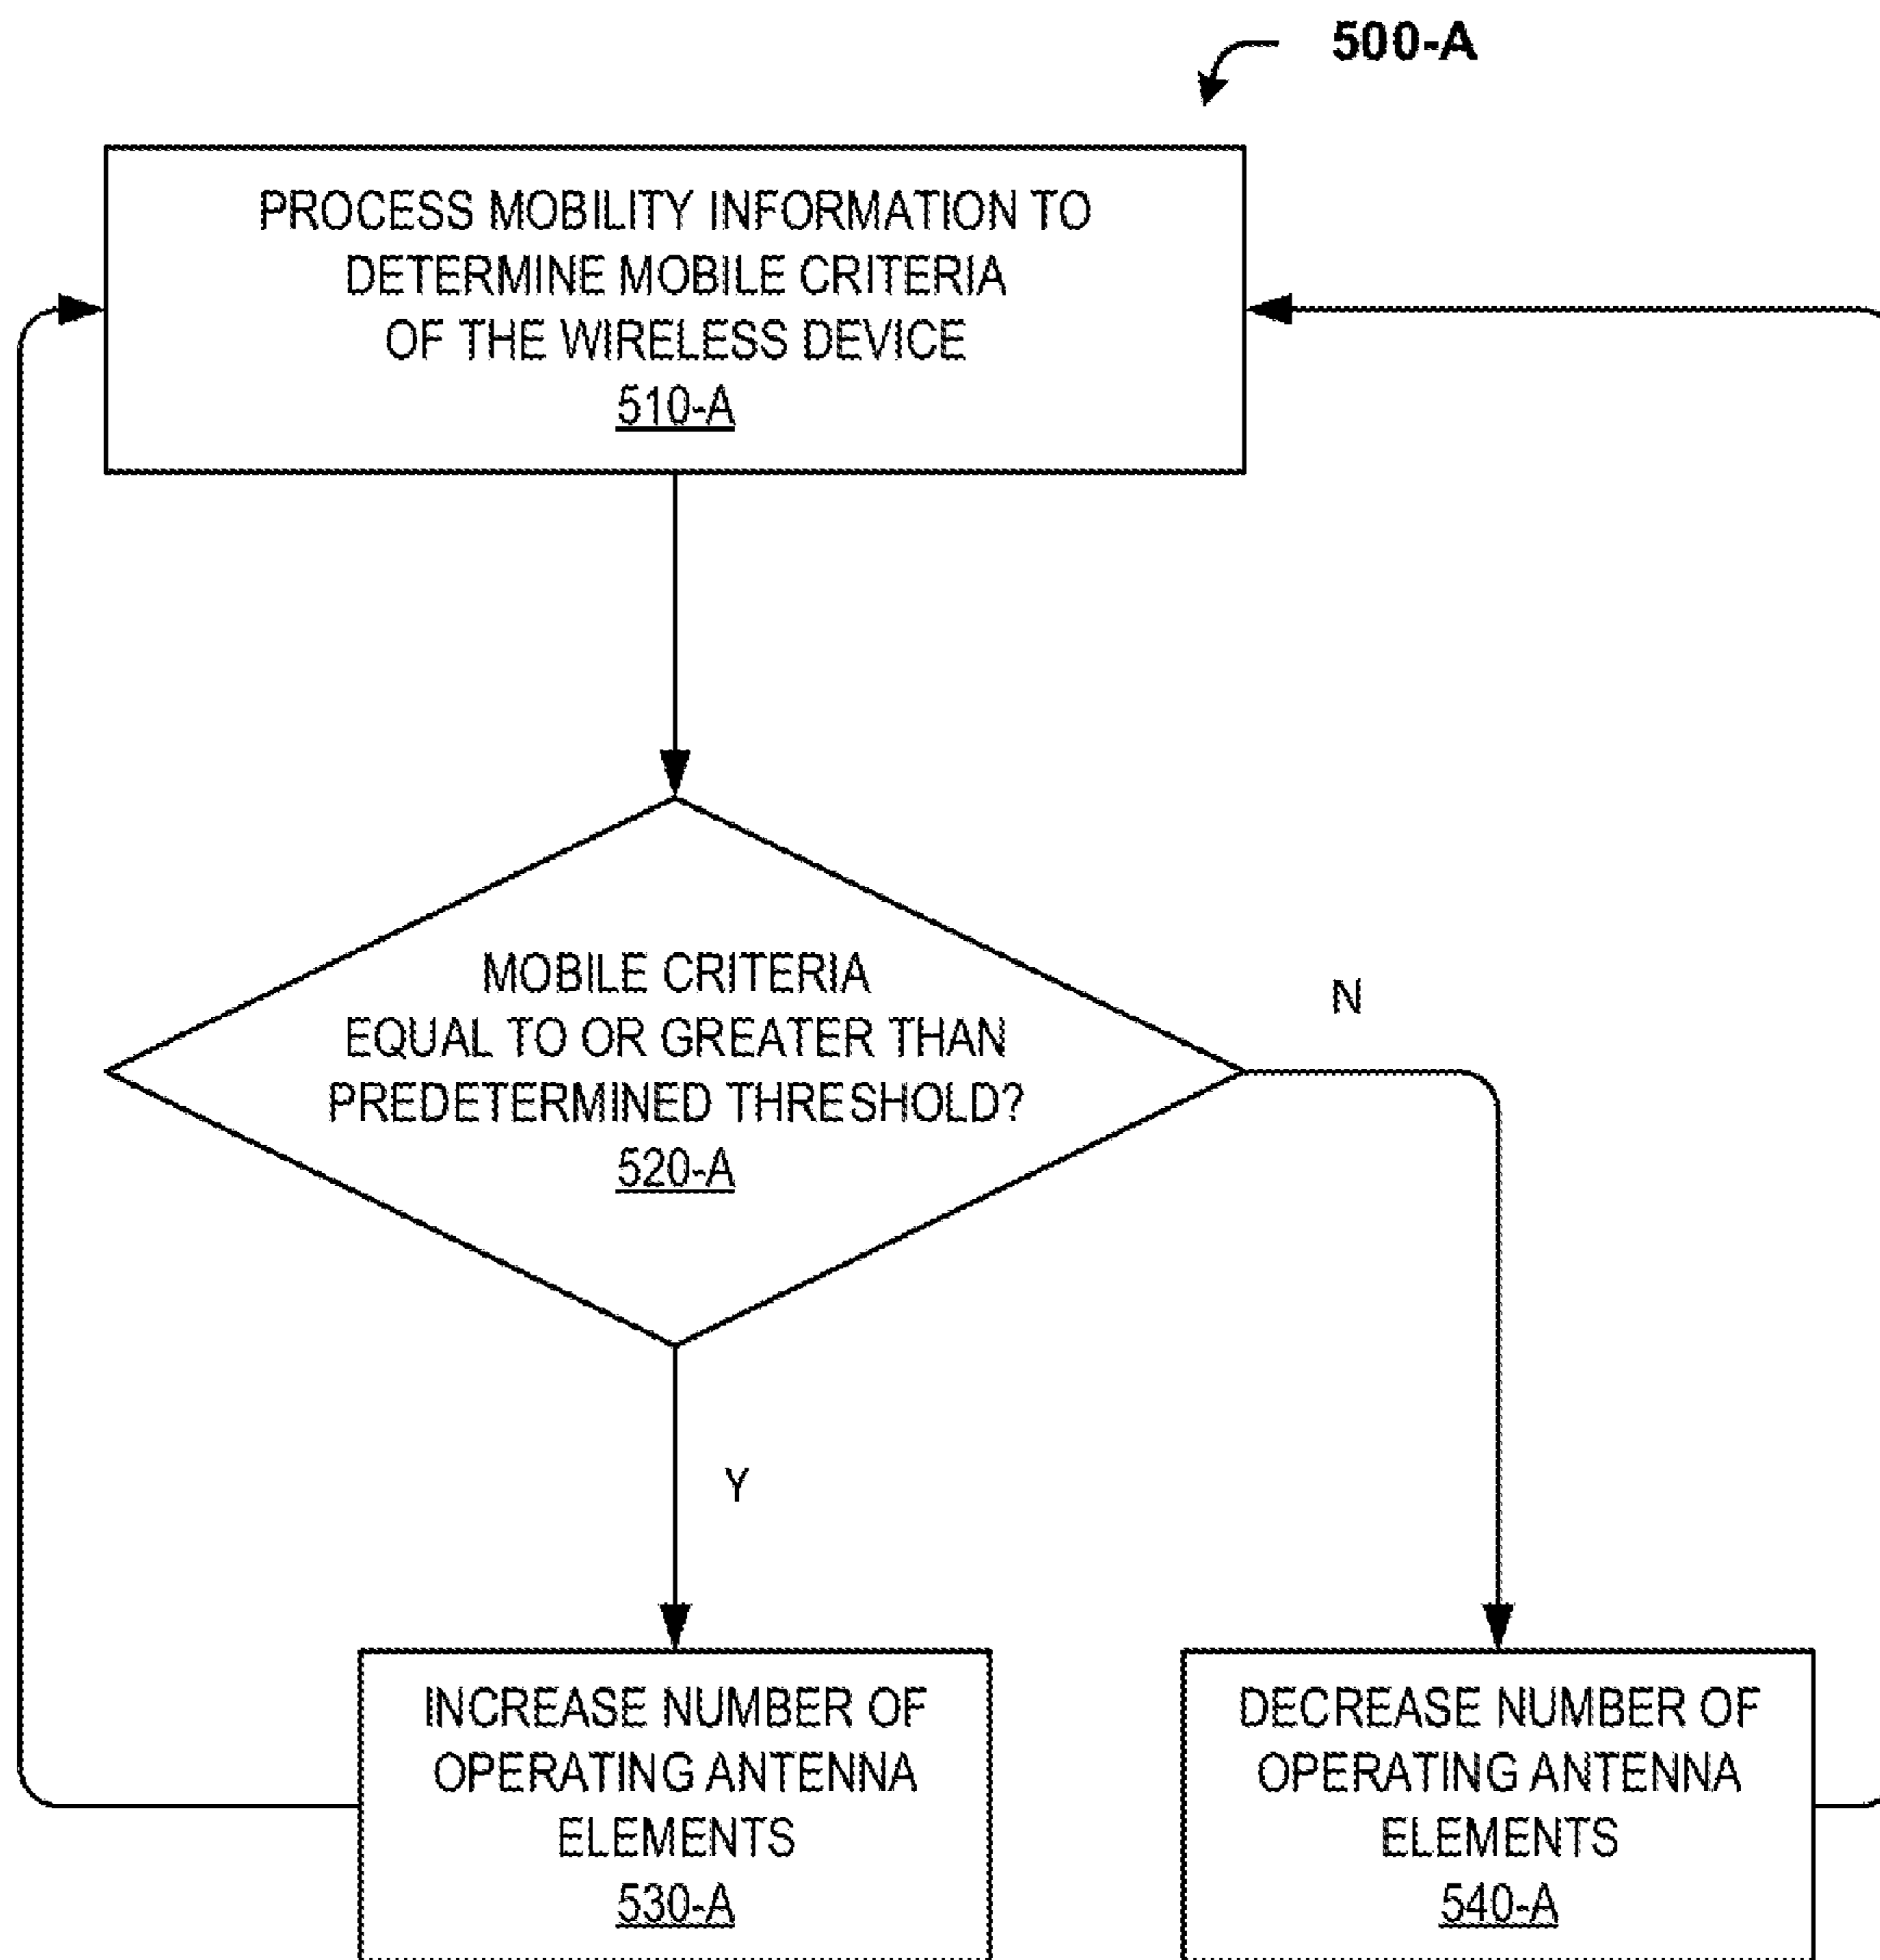 500-A
PROCESS MOBILITY INFORMATION TO
DETERMINE MOBILE CRITERIA
OF THE WIRELESS DEVICE
510-A
MOBILE CRITERIA
EQUAL TO OR GREATER THAN
PREDETERMINED THRESHOLD?
520-A
N
Y
INCREASE NUMBER OF
OPERATING ANTENNA
ELEMENTS
530-A
DECREASE NUMBER OF
OPERATING ANTENNA
ELEMENTS
540-A